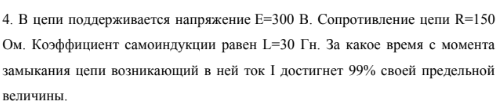 4. В цепи поддерживается напряжение E=300 В. Сопротивление цепи R=150
Ом. Коэффициент самоиндукции равен L=30 Гн. За какое время с момента
замыкания цепи возникающий в ней ток I достигнет 99% своей предельной
величины.